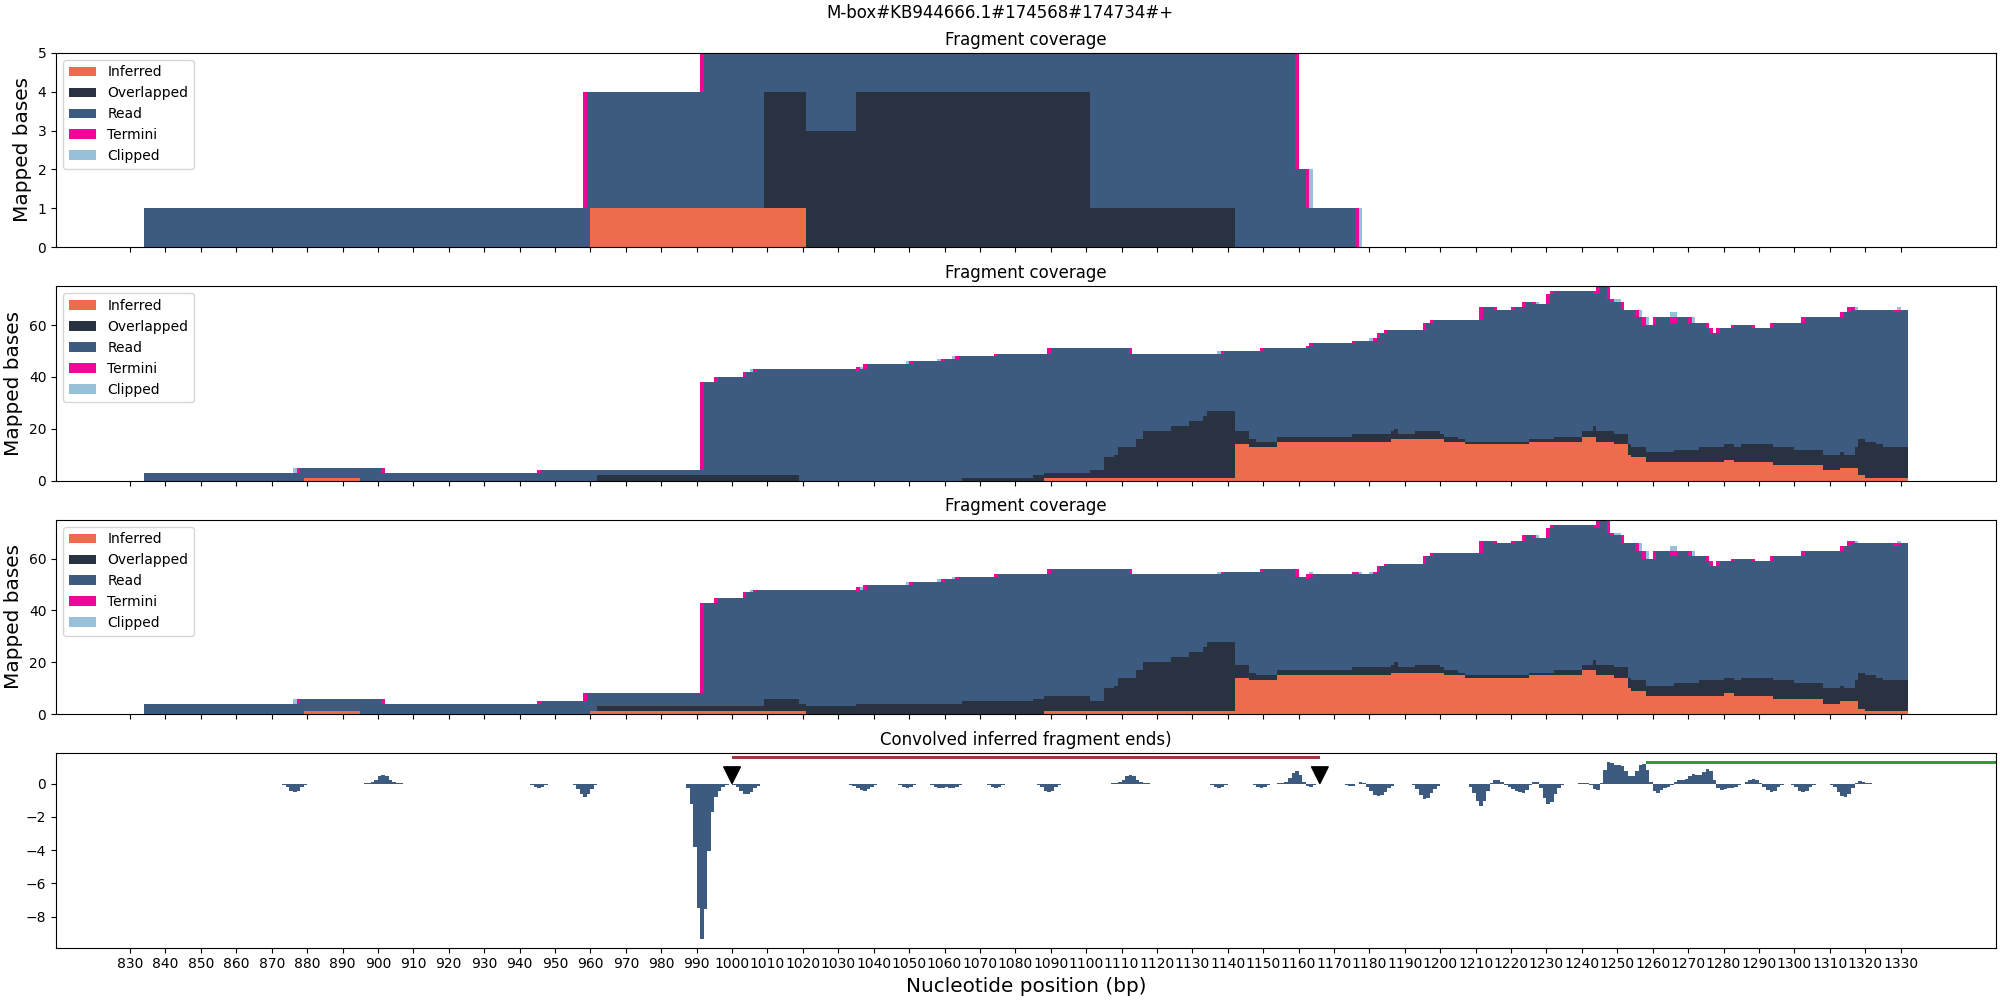 M-box#KB944666.1#174568#174734#+
Fragment coverage
Mapped bases
5
4
3
2
1
0
Inferred
Overlapped
Read
Termini
Clipped
Fragment coverage
Mapped bases
60
40
20
0
Inferred
Overlapped
Read
Termini
Clipped
Fragment coverage
Mapped bases
60
40
20
0
Inferred
Overlapped
Read
Termini
Clipped
Convolved inferred fragment ends)
0
−2
−4
−6
−8
830 840 850 860 870 880 890 900 910 920 930 940 950 960 970 980 990 1000 1010 1020 1030 1040 1050 1060 1070 1080 1090 1100 1110 1120 1130 1140 1150 1160 1170 1180 1190 1200 1210 1220 1230 1240 1250 1260 1270 1280 1290 1300 1310 1320 1330
Nucleotide position (bp)